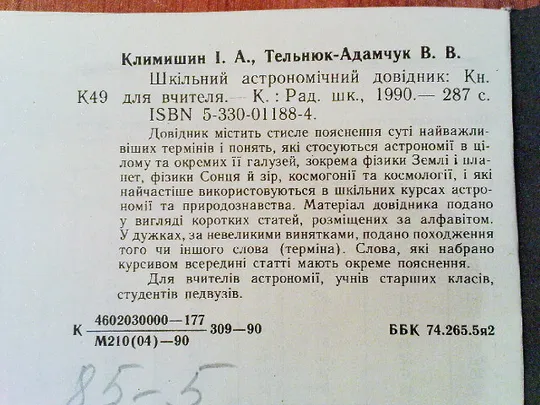 Климишин І. А., Тельнюк-Адамчук В. В.
Шкільний астрономічний довідник: Кн.
К49 для вчителя.— К. : Рад. шк., 1990.— 287 с.
ISBN 5-330-01188-4.
Довідник містить стисле пояснення суті найважли-
віших термінів і понять, які стосуються астрономії в ці-
лому та окремих її галузей, зокрема фізики Землі і пла-
нет, фізики Сонця й зір, космогонії та космології, і які
найчастіше використовуються в шкільних курсах астро-
номії та природознавства. Матеріал довідника подано
у вигляді коротких статей, розміщених за алфавітом.
У дужках, за невеликими винятками, подано походження
того чи іншого слова (терміна). Слова, які набрано
курсивом всередині статті мають окреме пояснення.
Для вчителів астрономії, учнів старших класів,
студентів педвузів.
К 4602030000—177 309—90
М210(04)—90
ББК 74.265.5я2
85-5